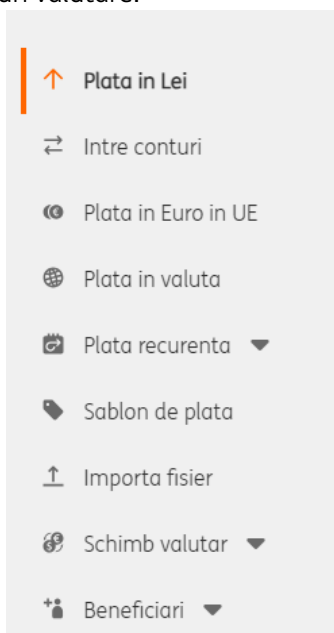 Plata in Lei
Intre conturi
Plata in Euro in UE
Plata in valuta
Plata recurenta
Sablon de plata
Importa fisier
Schimb valutar
Beneficiari